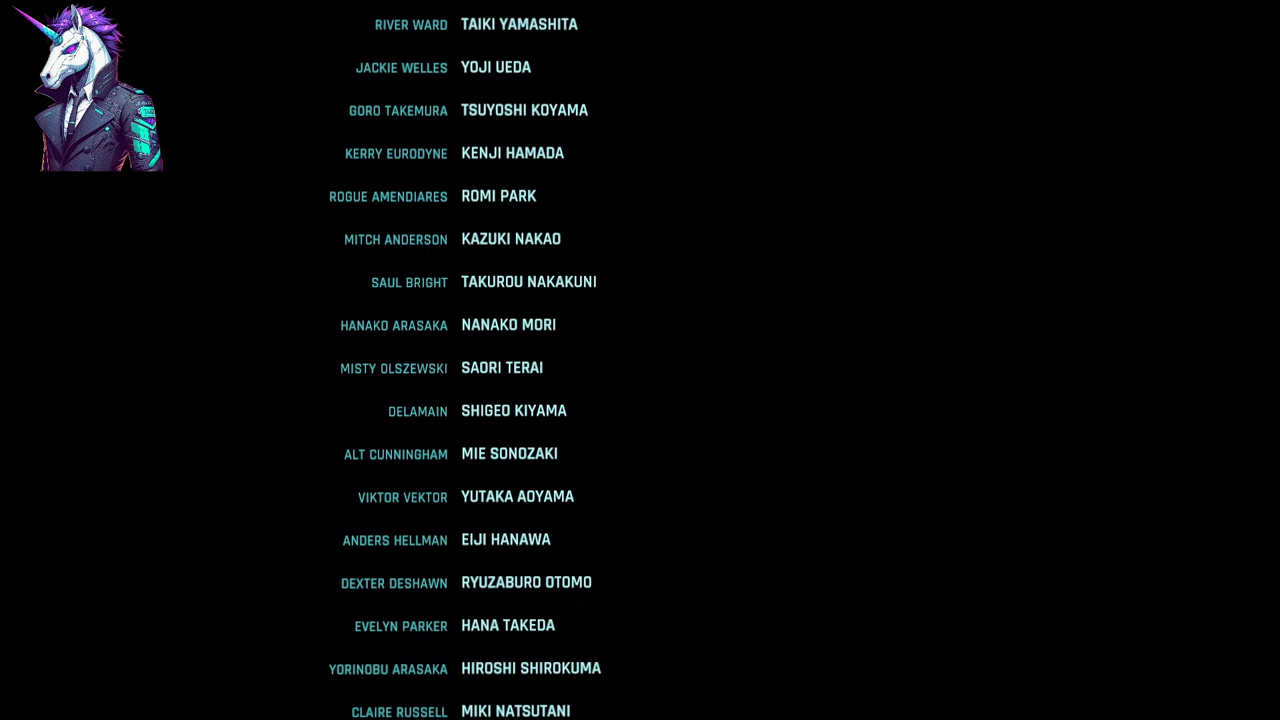 RIVER WARD TAIKI YAMASHITA
JACKIE WELLES YOJI UEDA
GORO TAKEMURA TSUYOSHI KOYAMA
KERRY EURODYNE KENJI HAMADA
ROGUE AMENDIARES ROMI PARK
MITCH ANDERSON KAZUKI NAKAO
SAUL BRIGHT TAKUROU NAKAKUNI
HANAKO ARASAKA NANAKO MORI
MISTY OLSZEWSKI SAORI TERAI
DELAMAIN SHIGEO KIYAMA
ALT CUNNINGHAM MIE SONOZAKI
VIKTOR VEKTOR YUTAKA AOYAMA
ANDERS HELLMAN EIJI HANAWA
DEXTER DESHAWN RYUZABURO OTOMO
EVELYN PARKER HANA TAKEDA
YORINOBU ARASAKA HIROSHI SHIROKUMA
CLAIRE RUSSELL MIKI NATSUTANI